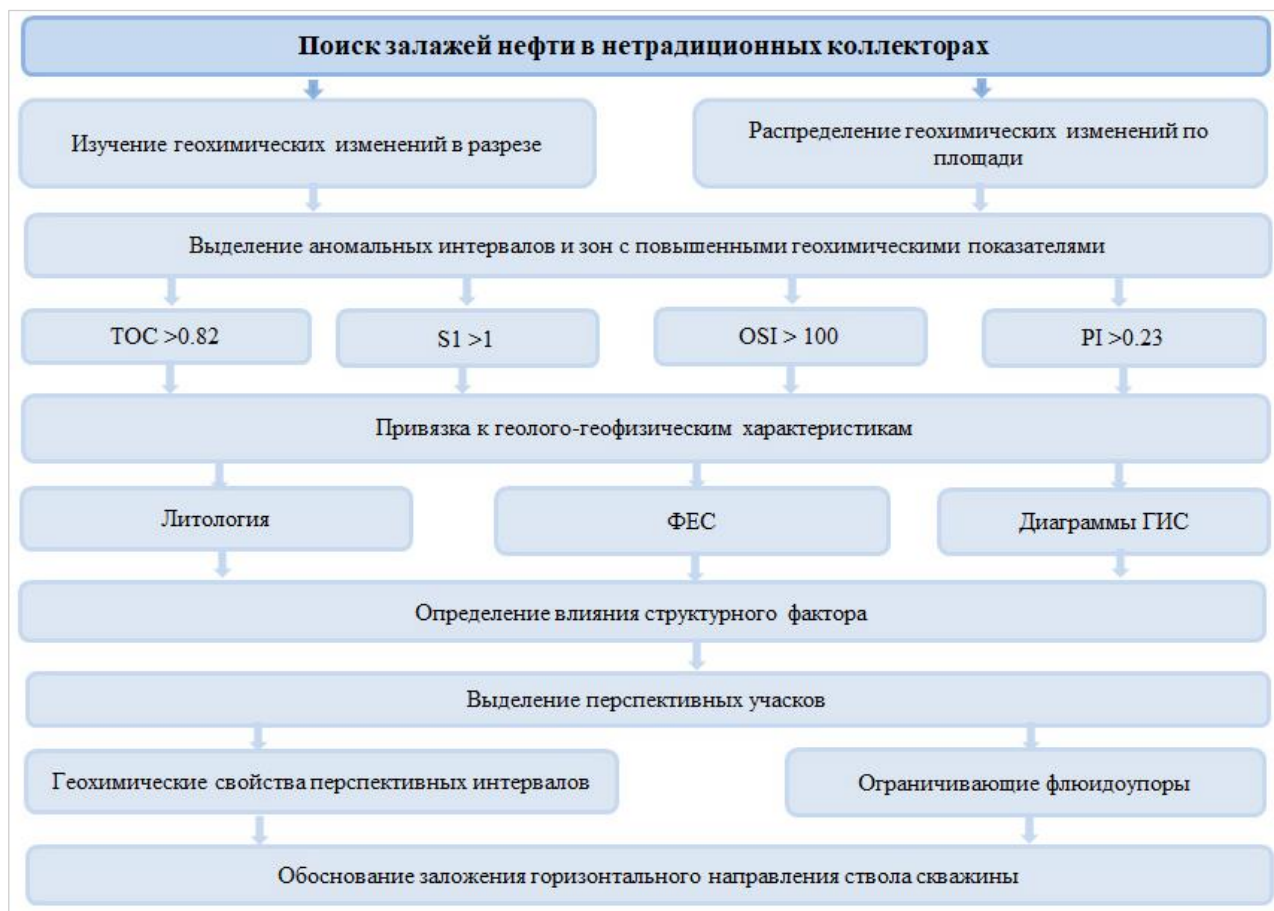 Поиск залажей нефти в нетрадиционных коллекторах
Изучение геохимических изменений в разрезе
Распределение геохимических изменений по
площади
Выделение аномальных интервалов и зон с повышенными геохимическими показателями
TOC >0.82
S1 >1
OSI > 100
PI >0.23
Привязка к геолого-геофизическим характеристикам
Литология
ФЕС
Диаграммы ГИС
Определение влияния структурного фактора
Выделение перспективных учасков
Геохимические свойства перспективных интервалов
Ограничивающие флюидоупоры
Обоснование заложения горизонтального направления ствола скважины